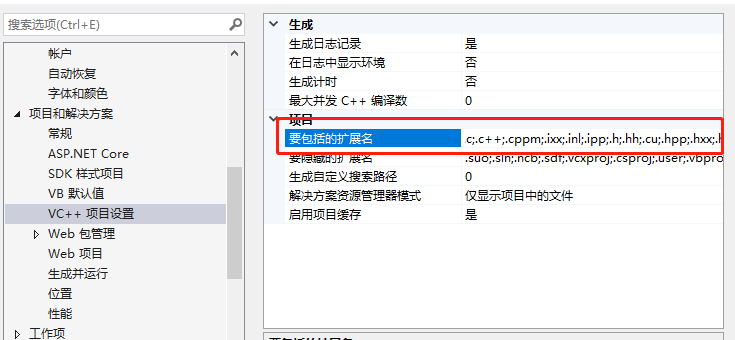 搜索选项(Ctrl+E)
帐户
自动恢复
字体和颜色
项目和解决方案
常规
ASP.NET Core
SDK 样式项目
VB 默认值
VC++ 项目设置
Web 包管理
Web 项目
生成并运行
位置
性能
工作项
生成
生成日志记录 是
在日志中显示环境 否
生成计时 否
最大并发 C++ 编译数 0
项目
要包括的扩展名 c;.c++;.cppm;.ixx;.inl;.ipp;.h;.hh;.cu;.hpp;.hxx;.h
要隐藏的扩展名 .suo;.sln;.ncb;.sdf;.vcxproj;.csproj;.user;.vbpro
生成自定义搜索路径 0
解决方案资源管理器模式 仅显示项目中的文件
启用项目缓存 是